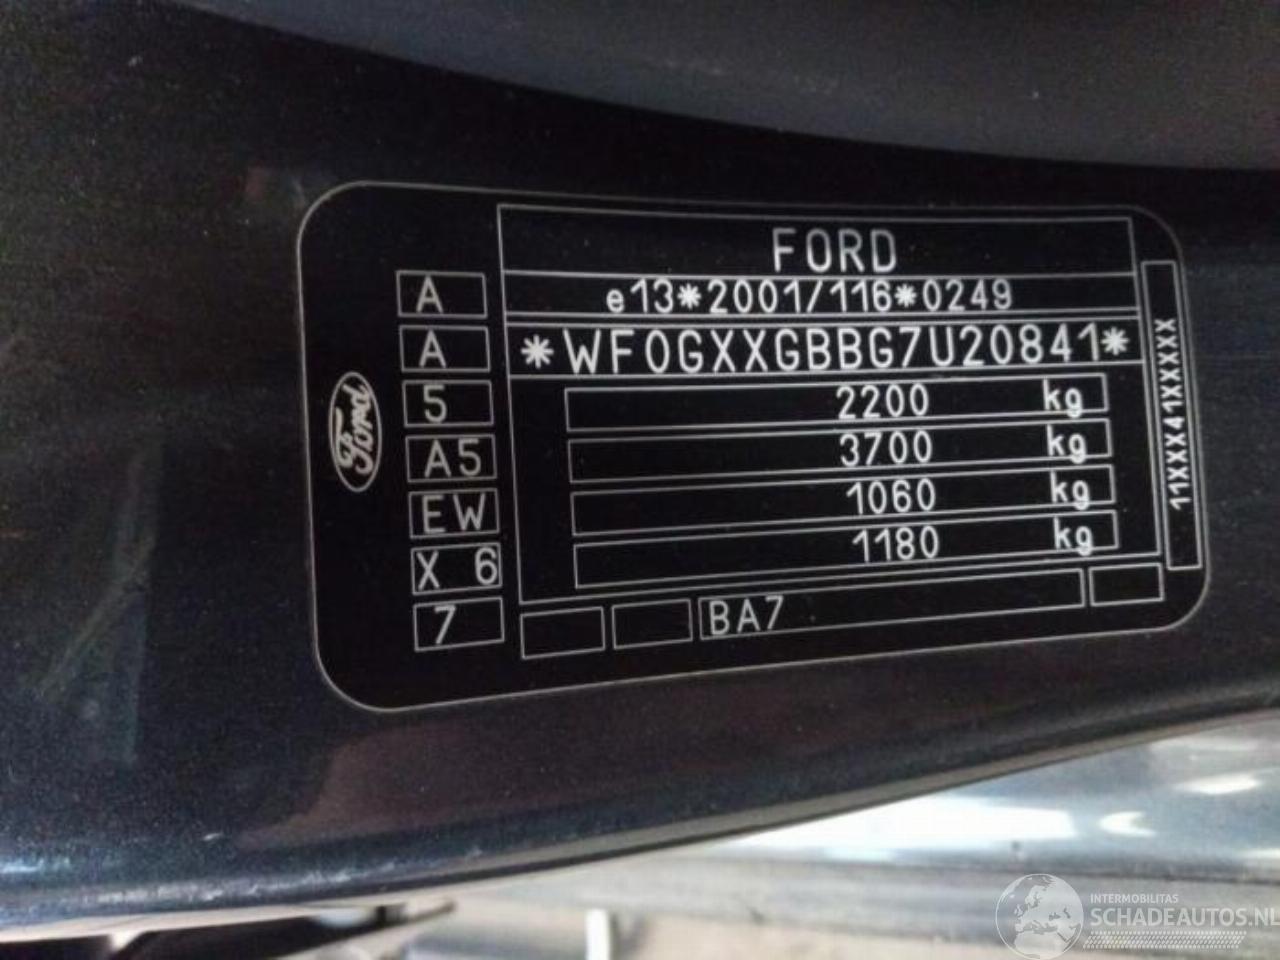 FORD
e13*2001/116*0249
*WF0GXXGBBG7U20841*
2200 kg
3700 kg
1060 kg
1180 kg
BA7
A
A
5
A5
EW
X 6
7
Ford
11XXX41XXXXX
INTERMOBILITAS
SCHADEAUTOS.NL